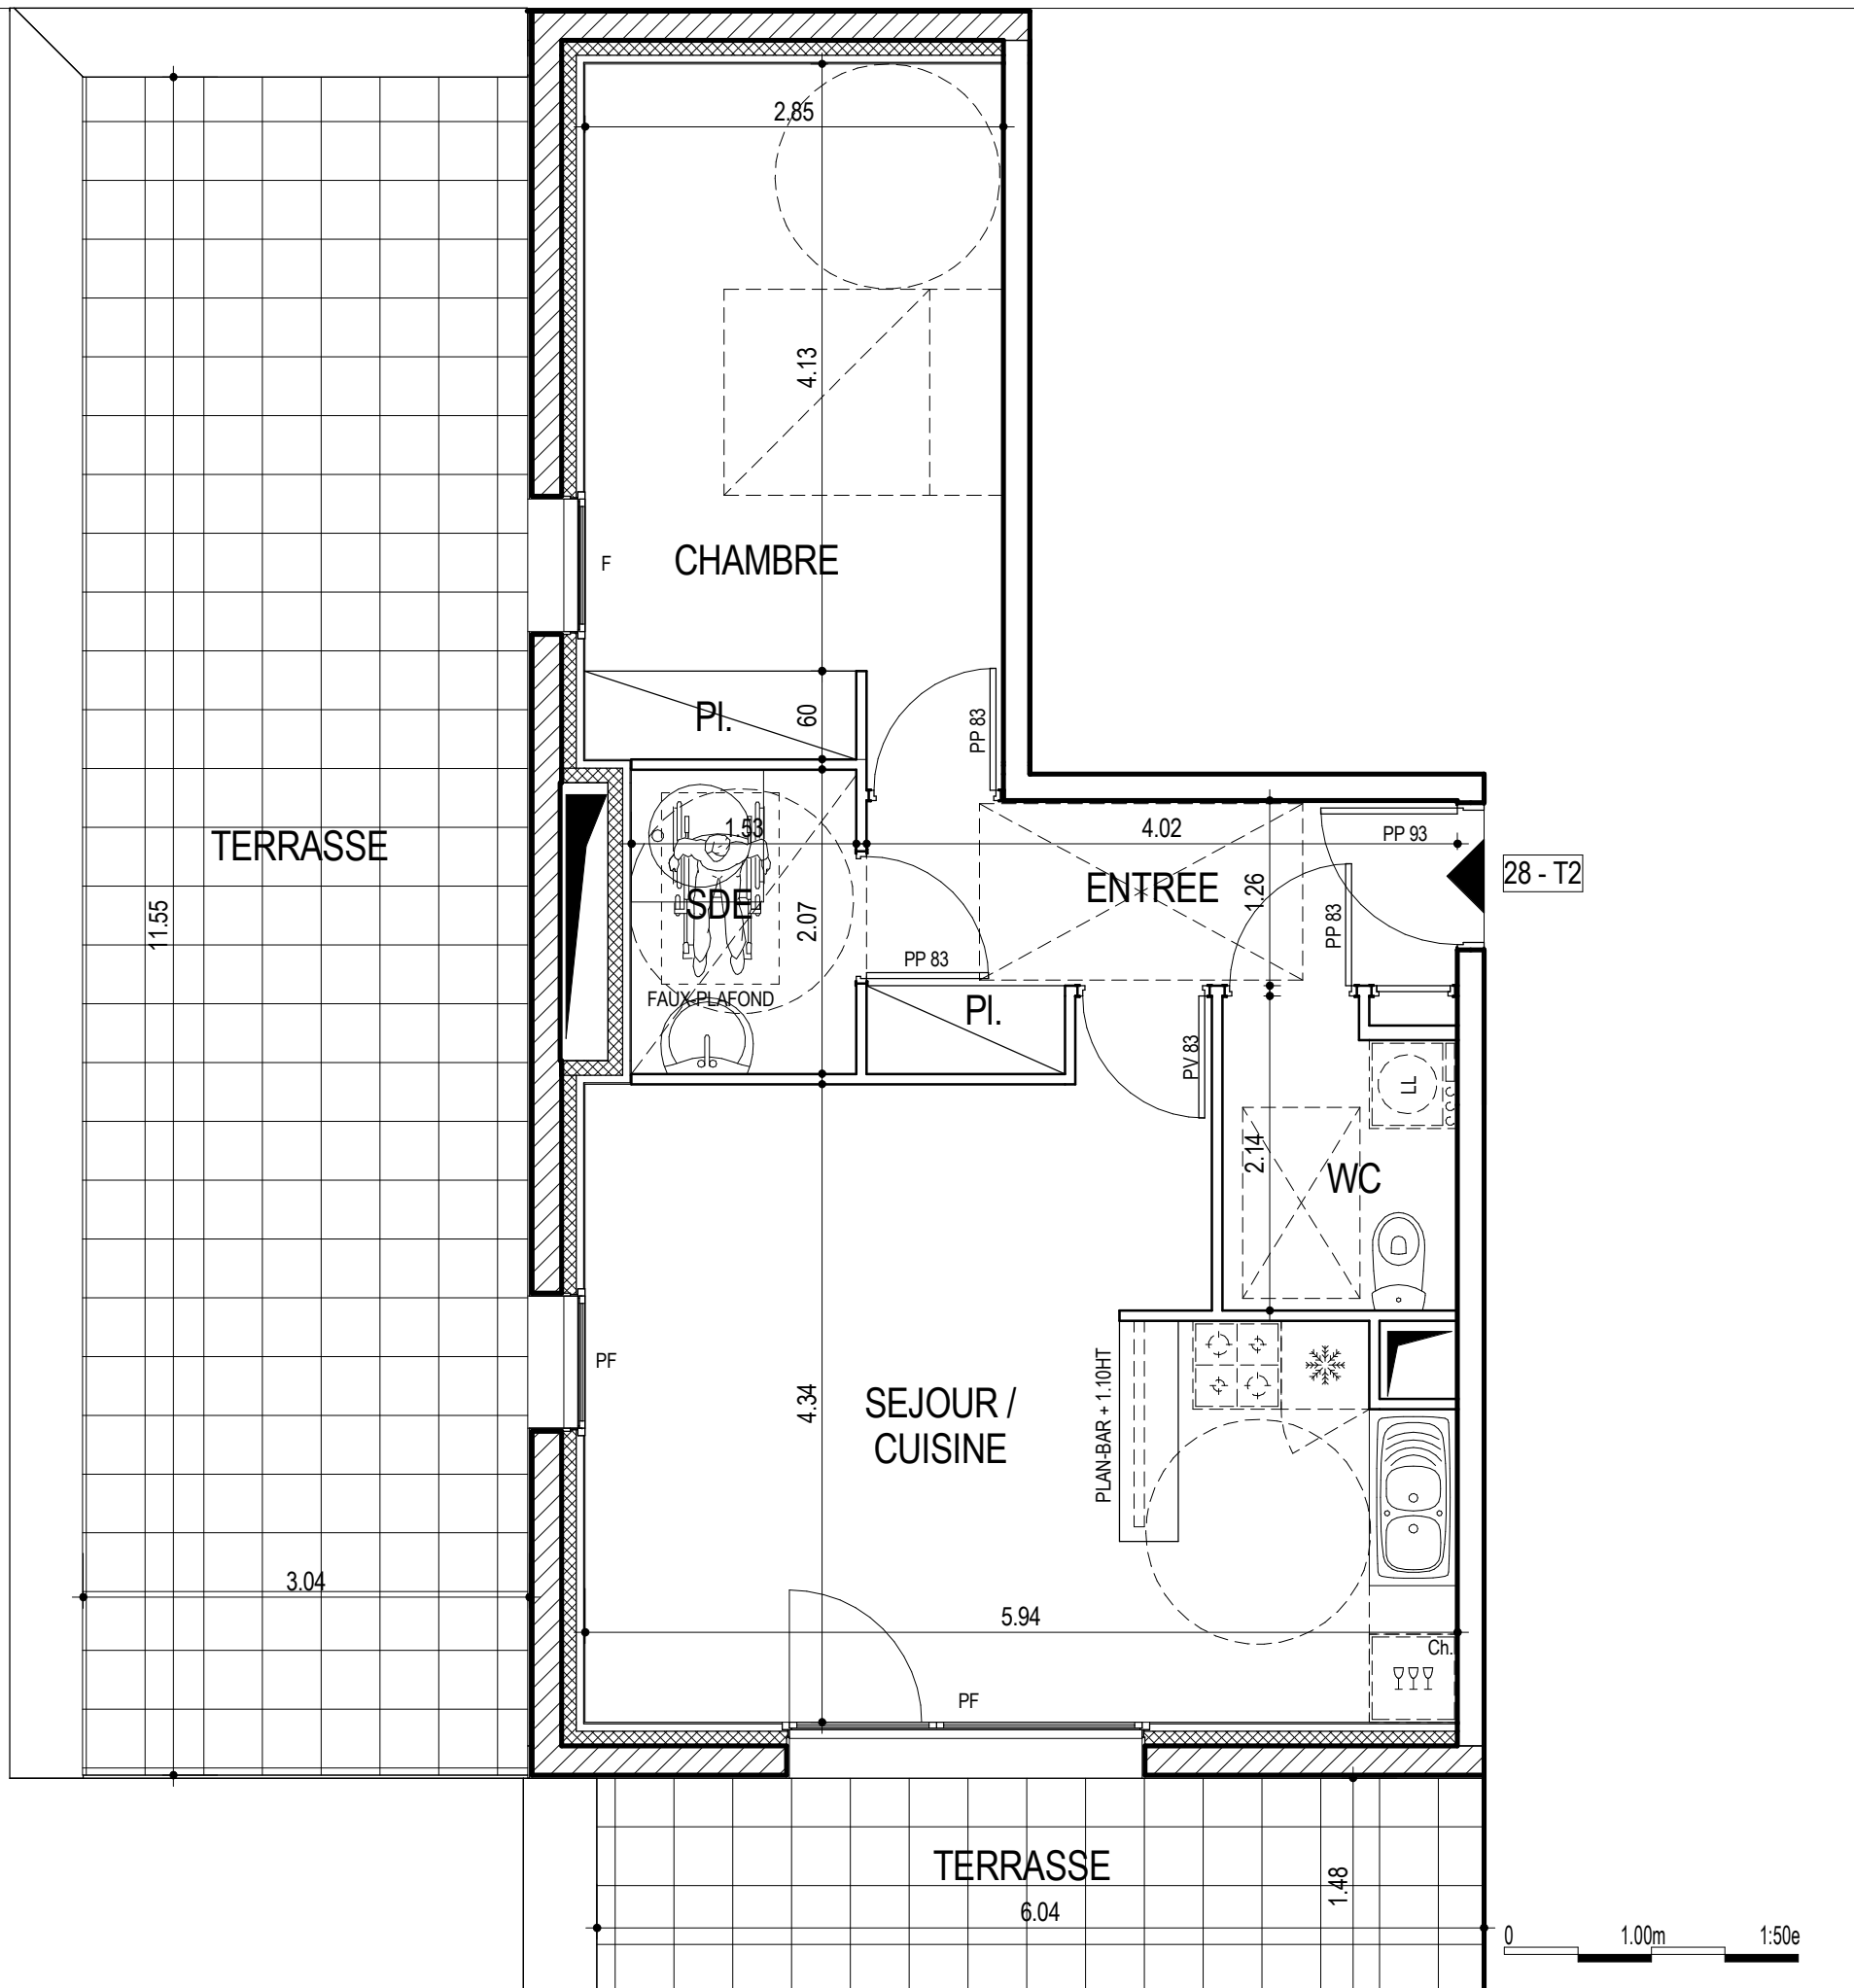 2.85
4.13
F
CHAMBRE
Pl.
60
PP 83
1.53
4.02
PP 93
TERRASSE
28 - T2
ENTREE
1.26
SDE
2.07
11.55
PP 83
PP 83
FAUX-PLAFOND
Pl.
PV 83
LL
2.14
WC
PF
PLAN-BAR + 1.10HT
4.34
SEJOUR /
CUISINE
3.04
5.94
Ch.
PF
TERRASSE
1.48
6.04
0 1.00m 1:50e